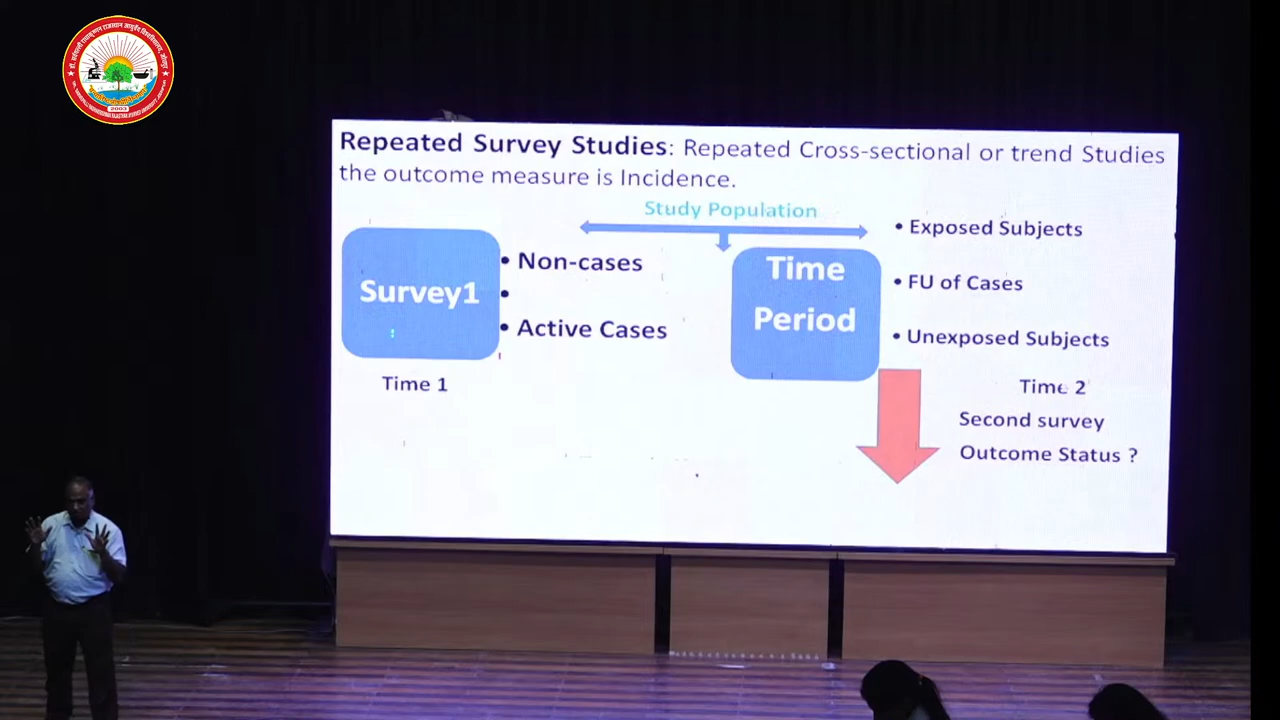 2003
Repeated Survey Studies: Repeated Cross-sectional or trend Studies
the outcome measure is Incidence.
Study Population
Survey1
• Non-cases
•
• Active Cases
Time 1
Time
Period
• Exposed Subjects
• FU of Cases
• Unexposed Subjects
Time 2
Second survey
Outcome Status ?